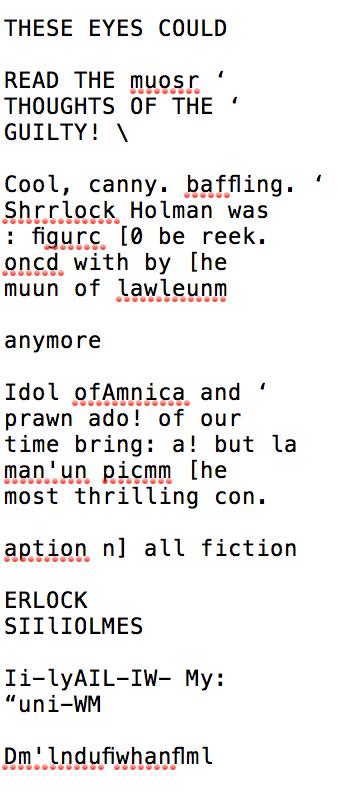 THESE EYES COULD
READ THE muosr ‘
THOUGHTS OF THE ‘
GUILTY! \
Cool, canny. baffling. ‘
Shrrlock Holman was
: figurc [0 be reek.
oncd with by [he
muun of lawleunm
anymore
Idol ofAmnica and ‘
prawn ado! of our
time bring: a! but la
man'un picmm [he
most thrilling con.
aption n] all fiction
ERLOCK
SIIlIOLMES
Ii-lyAIL-IW- My:
“uni-WM
Dm'lndufiwhanflml